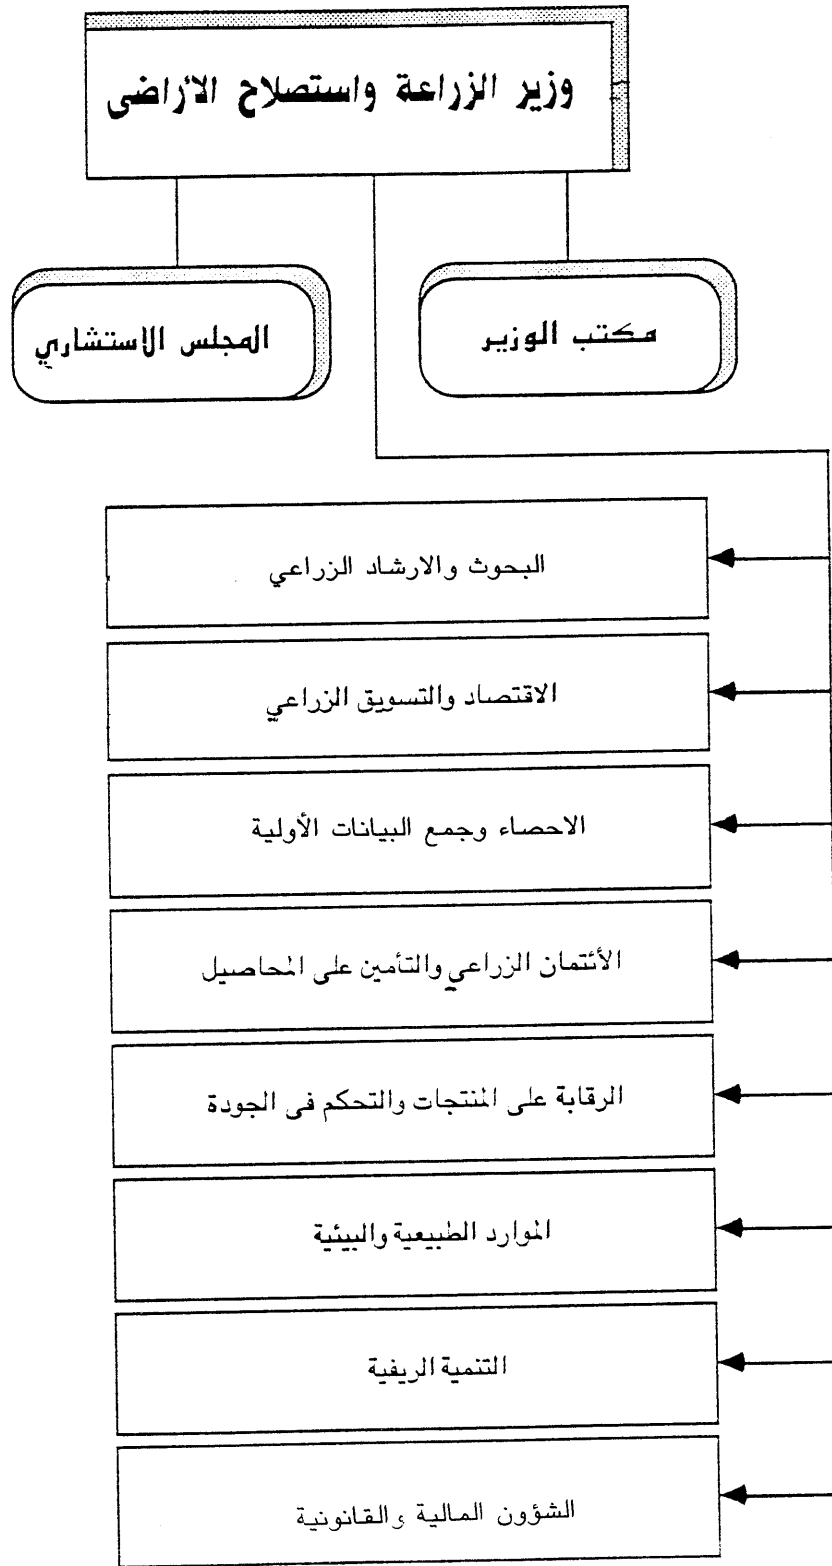 وزير الزراعة واستصلاح الأراضى
مكتب الوزير
المجلس الاستشاري
البحوث والارشاد الزراعي
الاقتصاد والتسويق الزراعي
الاحصاء وجمع البيانات الأولية
الأئتمان الزراعي والتأمين على المحاصيل
الرقابة على المنتجات والتحكم فى الجودة
الموارد الطبيعية والبيئية
التنمية الريفية
الشؤون المالية والقانونية